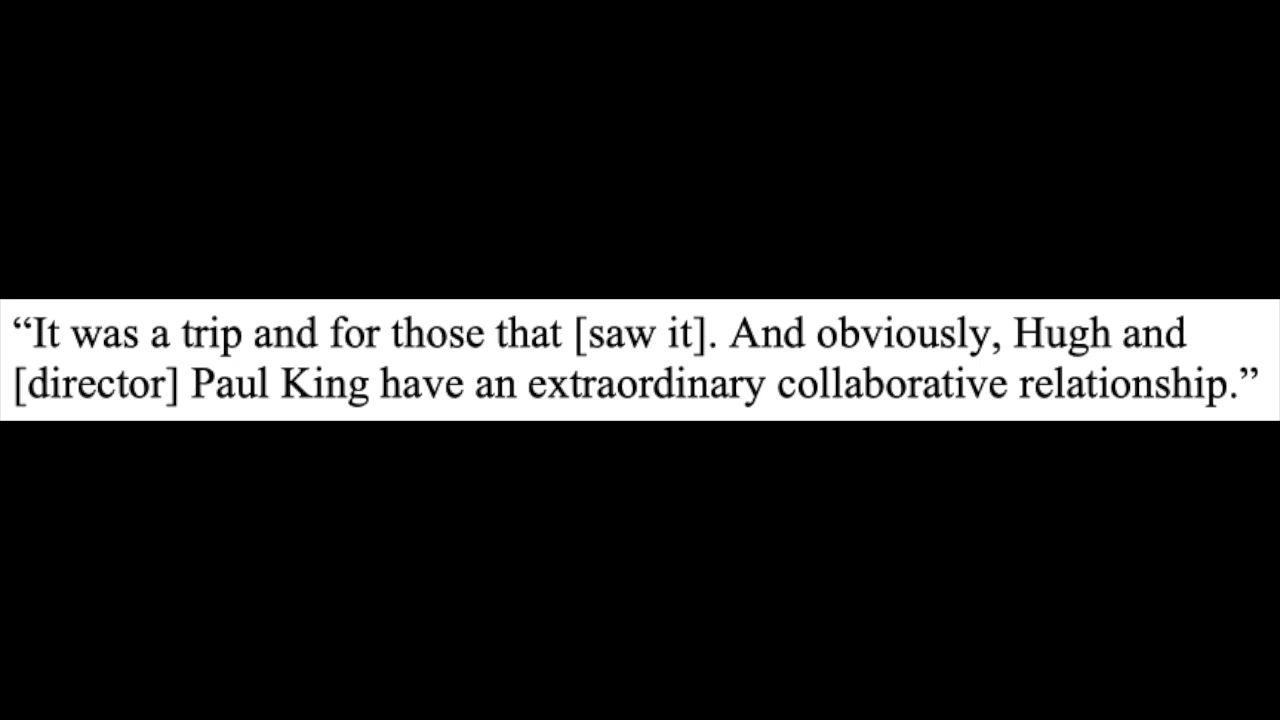 “It was a trip and for those that [saw it]. And obviously, Hugh and
[director] Paul King have an extraordinary collaborative relationship.”